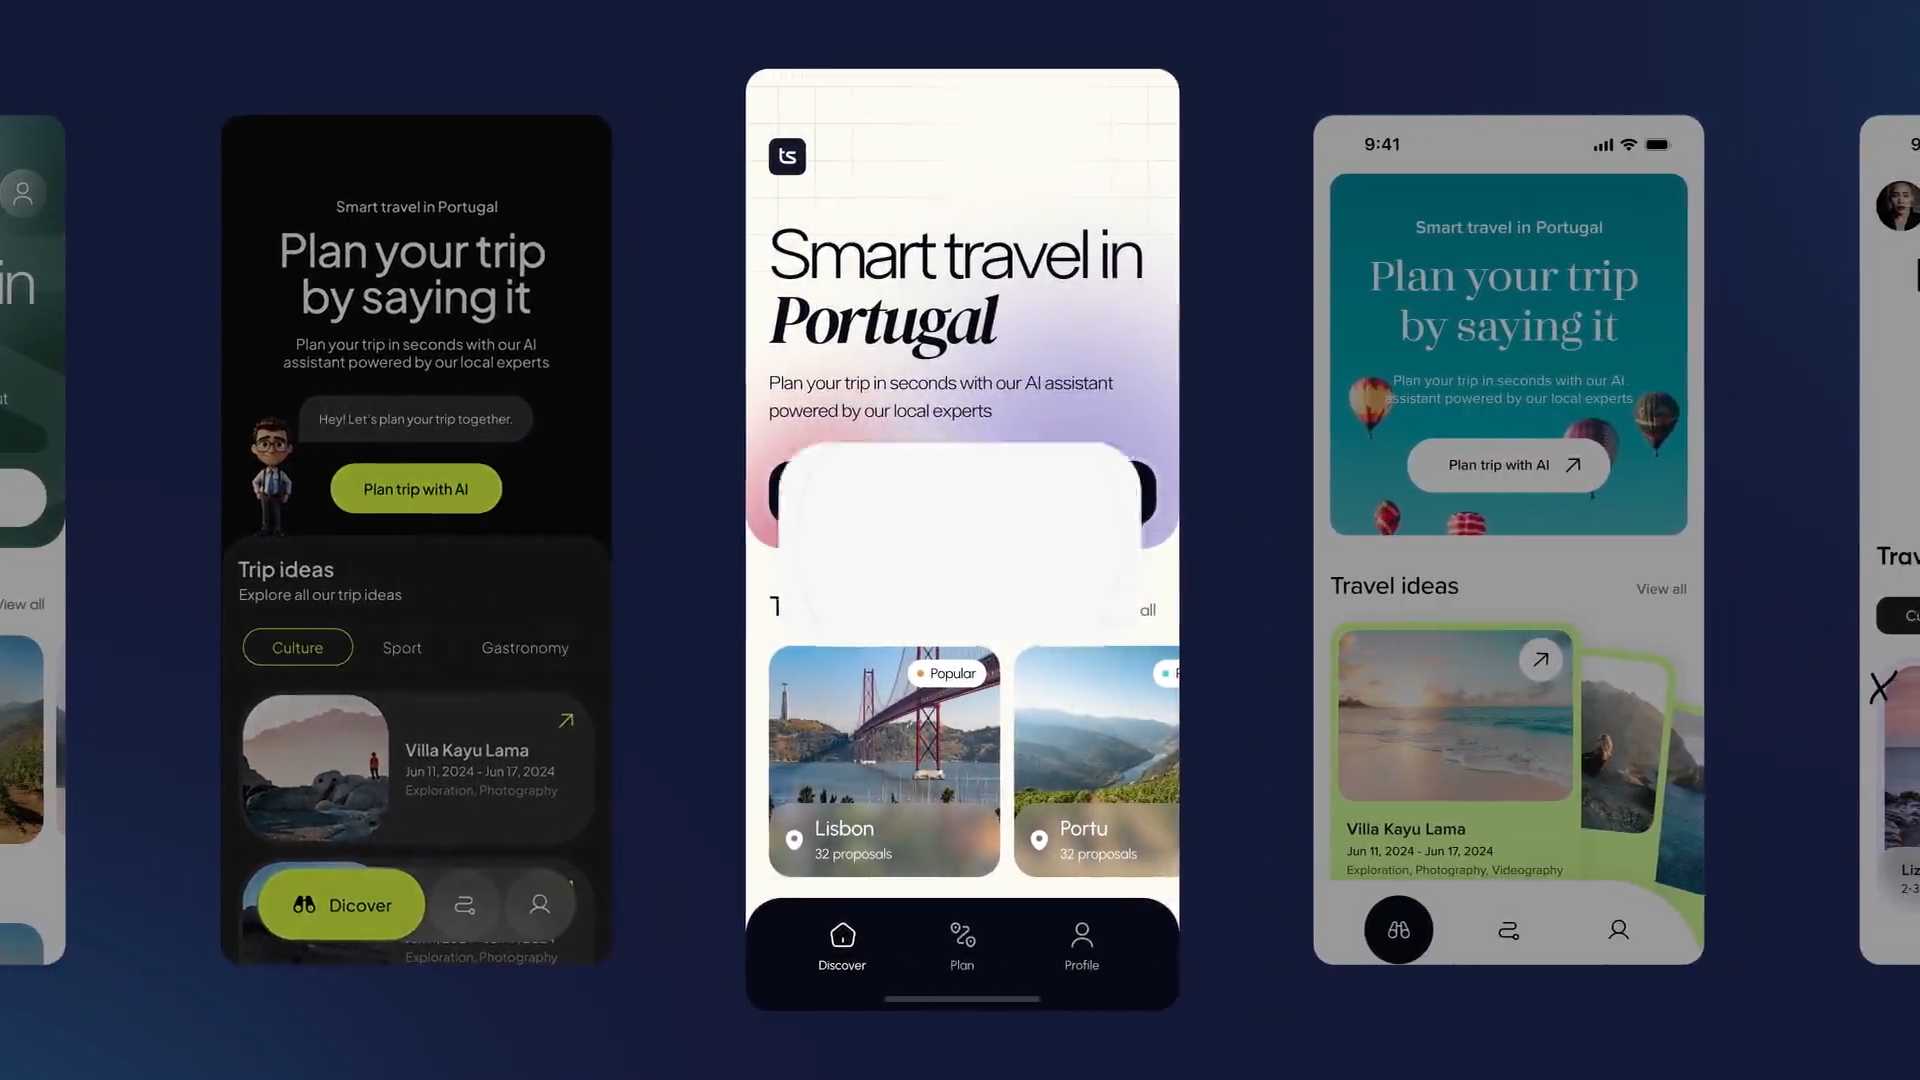 in
View all
Smart travel in Portugal
Plan your trip
by saying it
Plan your trip in seconds with our AI
assistant powered by our local experts
Hey! Let's plan your trip together.
Plan trip with AI
Trip ideas
Explore all our trip ideas
Culture Sport Gastronomy
Villa Kayu Lama
Jun 11, 2024 - Jun 17, 2024
Exploration, Photography
Dicover
Exploration, Photography
ts
Smart travel in
Portugal
Plan your trip in seconds with our AI assistant
powered by our local experts
all
Popular
Lisbon
32 proposals
Portu
32 proposals
Discover Plan Profile
9:41
Smart travel in Portugal
Plan your trip
by saying it
Plan your trip in seconds with our AI
assistant powered by our local experts
Plan trip with AI
Travel ideas
View all
Villa Kayu Lama
Jun 11, 2024 - Jun 17, 2024
Exploration, Photography, Videography